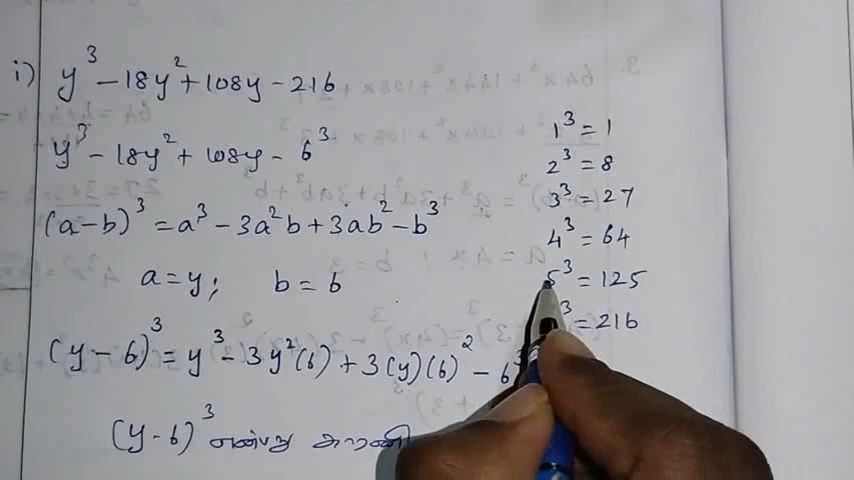 i) y³ - 18y² + 108y - 216
y³ - 18y² + 108y - 6³
(a-b)³ = a³ - 3a²b + 3ab² - b³
a = y; b = 6
(y - 6)³ = y³ - 3y²(6) + 3(y)(6)² - 6³
(y - 6)³ என்பது காரணி
1³ = 1
2³ = 8
3³ = 27
4³ = 64
5³ = 125
³ = 216